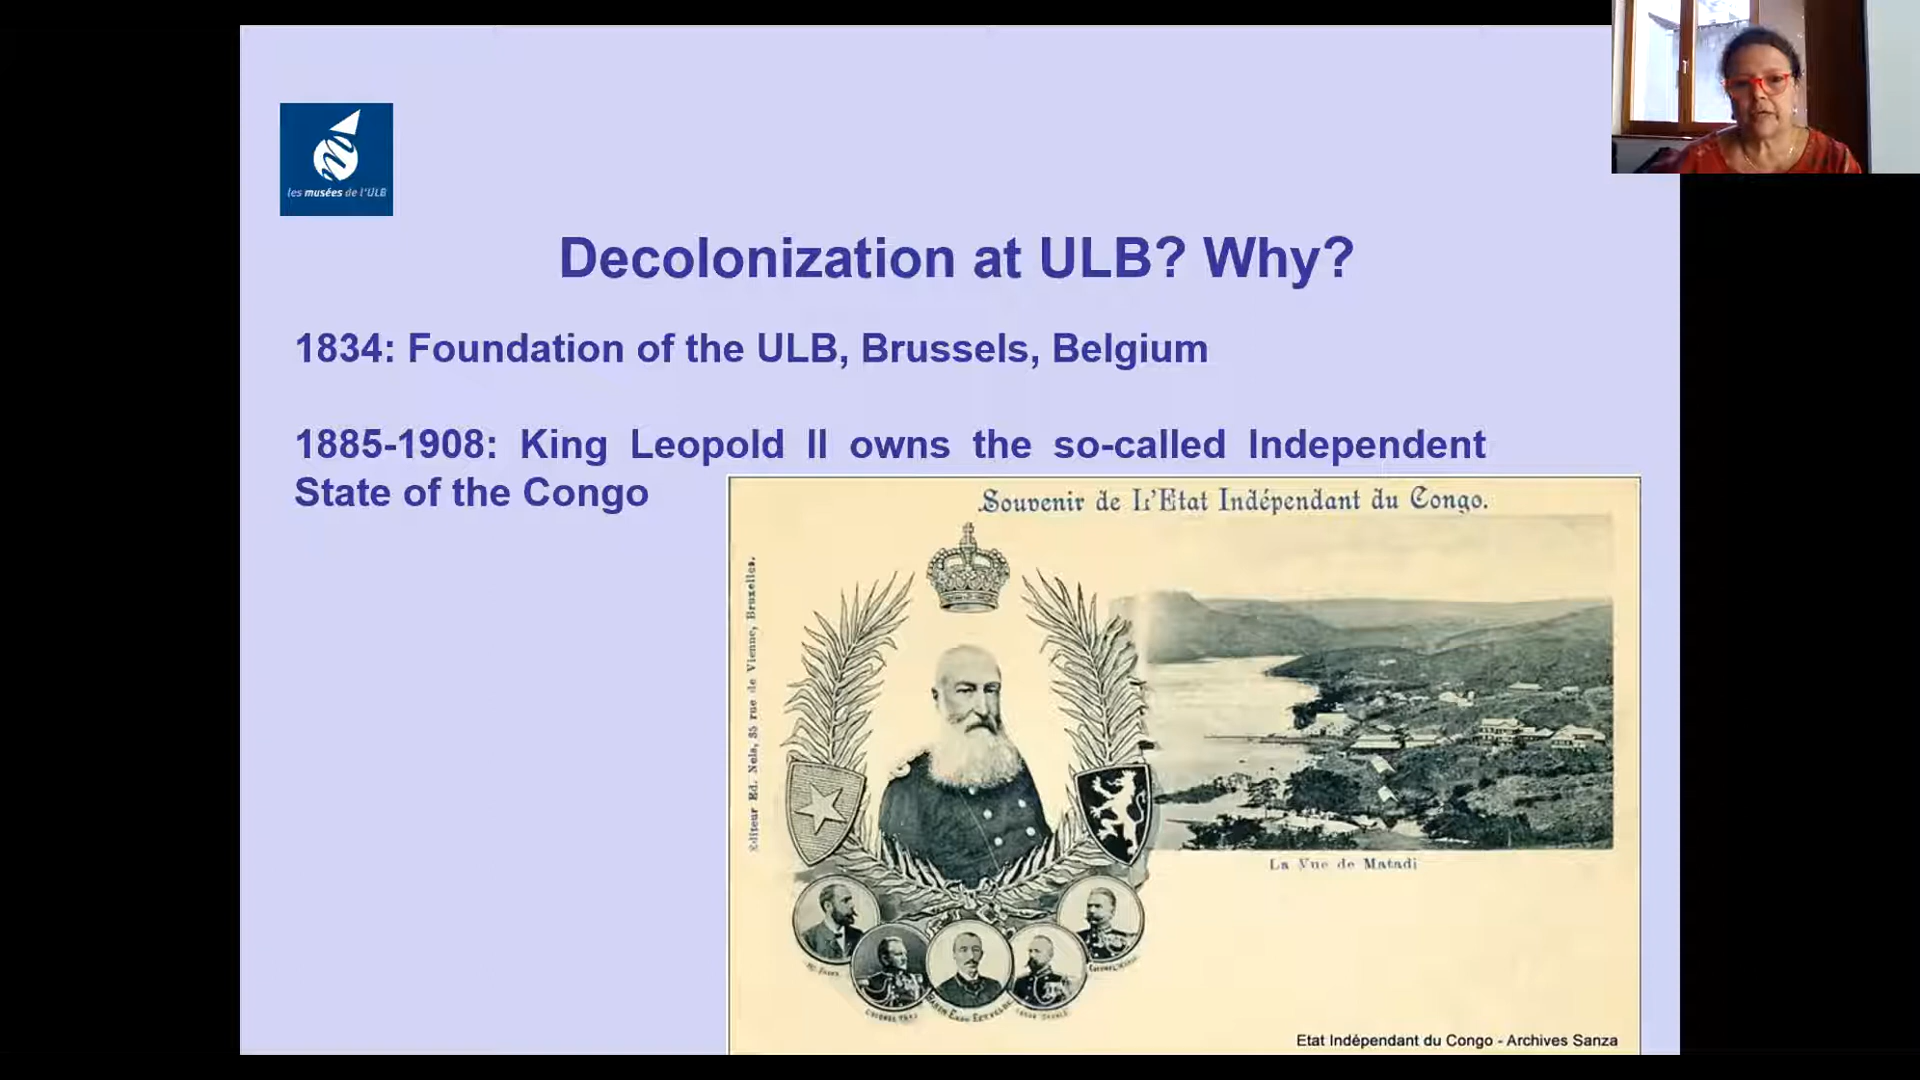 les musées de l'ULB
Decolonization at ULB? Why?
1834: Foundation of the ULB, Brussels, Belgium
1885-1908: King Leopold II owns the so-called Independent
State of the Congo
Souvenir de L'Etat Indépendant du Congo.
Editeur Ed. Nels, 35 rue de Vienne, Bruxelles.
La Vue de Matadi
Etat Indépendant du Congo - Archives Sanza